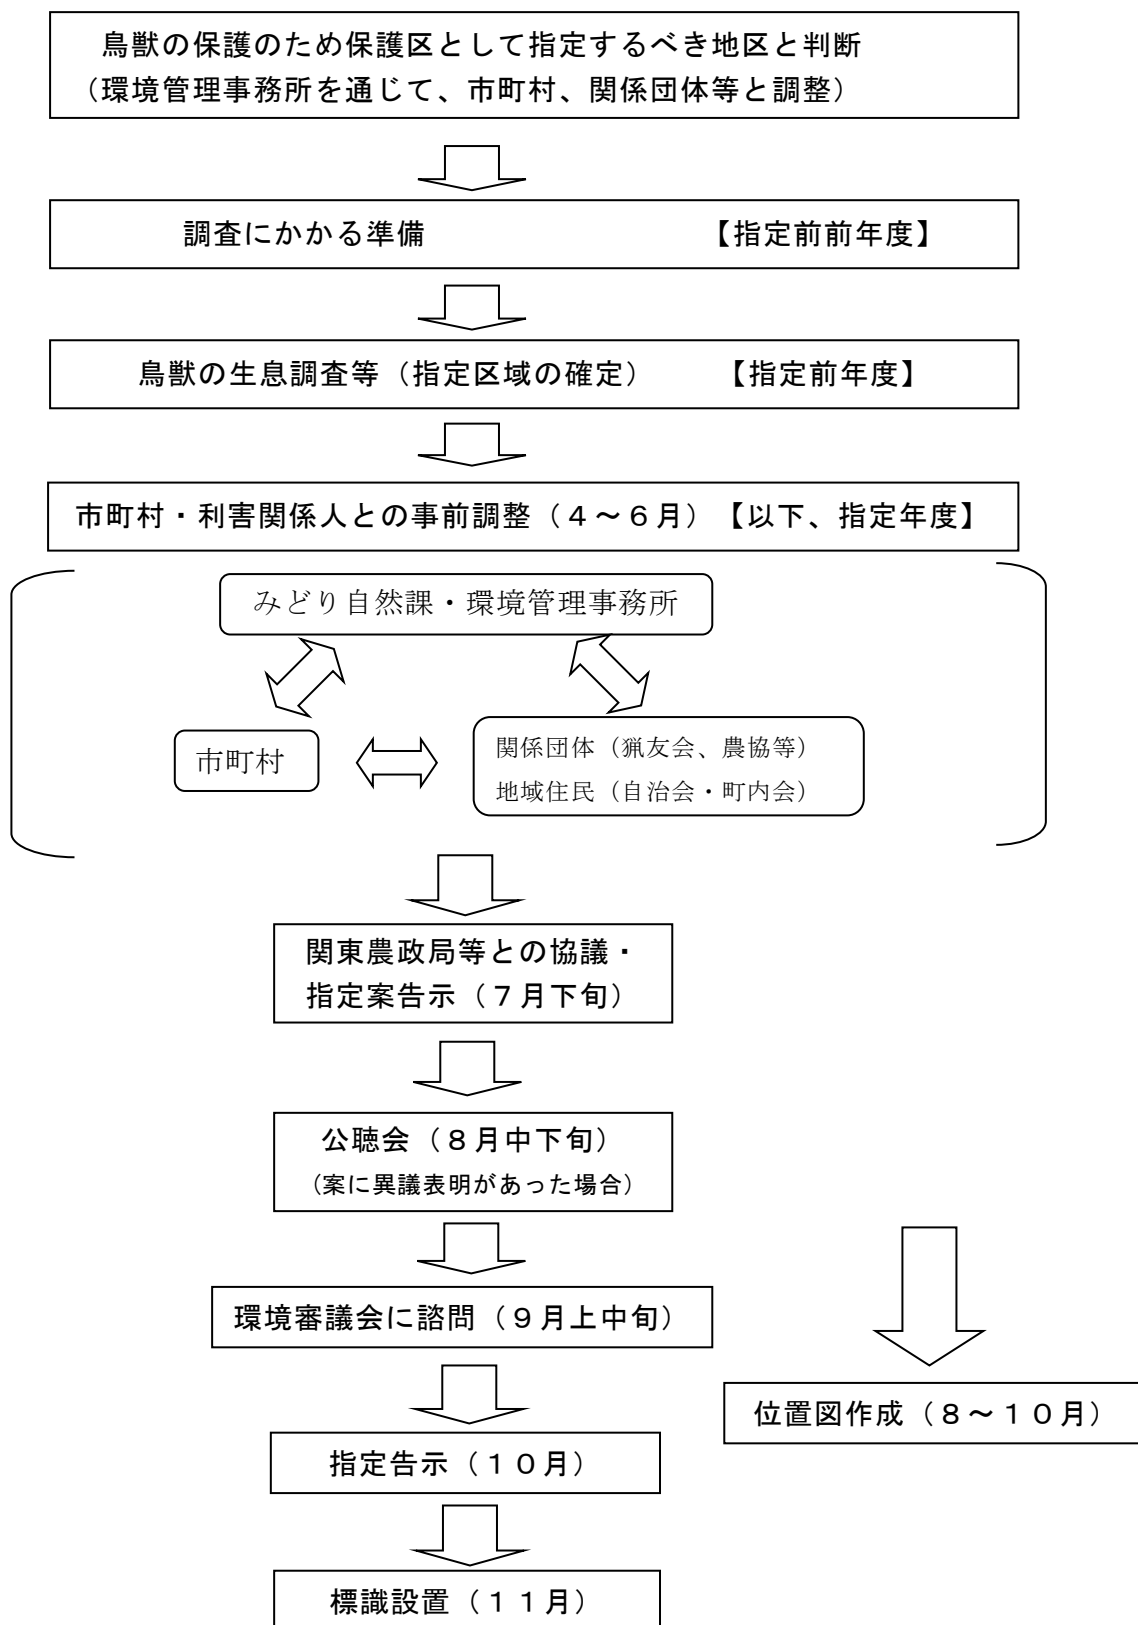 鳥獣の保護のため保護区として指定するべき地区と判断
（環境管理事務所を通じて、市町村、関係団体等と調整）
調査にかかる準備　【指定前前年度】
鳥獣の生息調査等（指定区域の確定）　【指定前年度】
市町村・利害関係人との事前調整（４～６月）【以下、指定年度】
みどり自然課・環境管理事務所
市町村
関係団体（猟友会、農協等）
地域住民（自治会・町内会）
関東農政局等との協議・
指定案告示（７月下旬）
公聴会（８月中下旬）
（案に異議表明があった場合）
環境審議会に諮問（９月上中旬）
位置図作成（８～１０月）
指定告示（１０月）
標識設置（１１月）